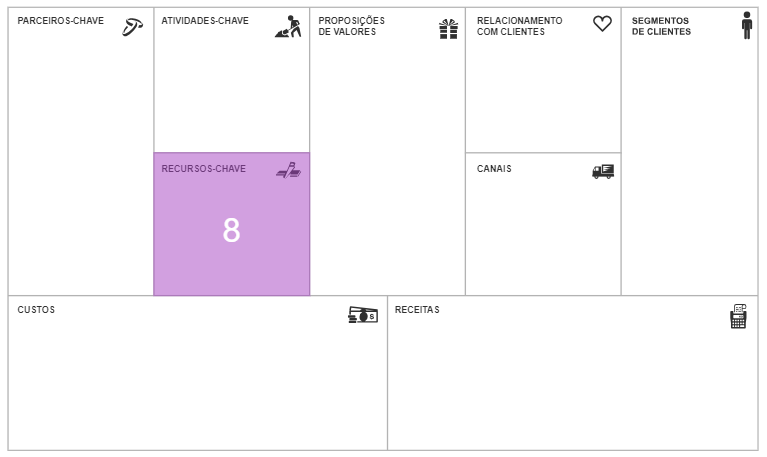 PARCEIROS-CHAVE
ATIVIDADES-CHAVE
PROPOSIÇÕES
DE VALORES
RELACIONAMENTO
COM CLIENTES
SEGMENTOS
DE CLIENTES
RECURSOS-CHAVE
8
CANAIS
CUSTOS
$
RECEITAS